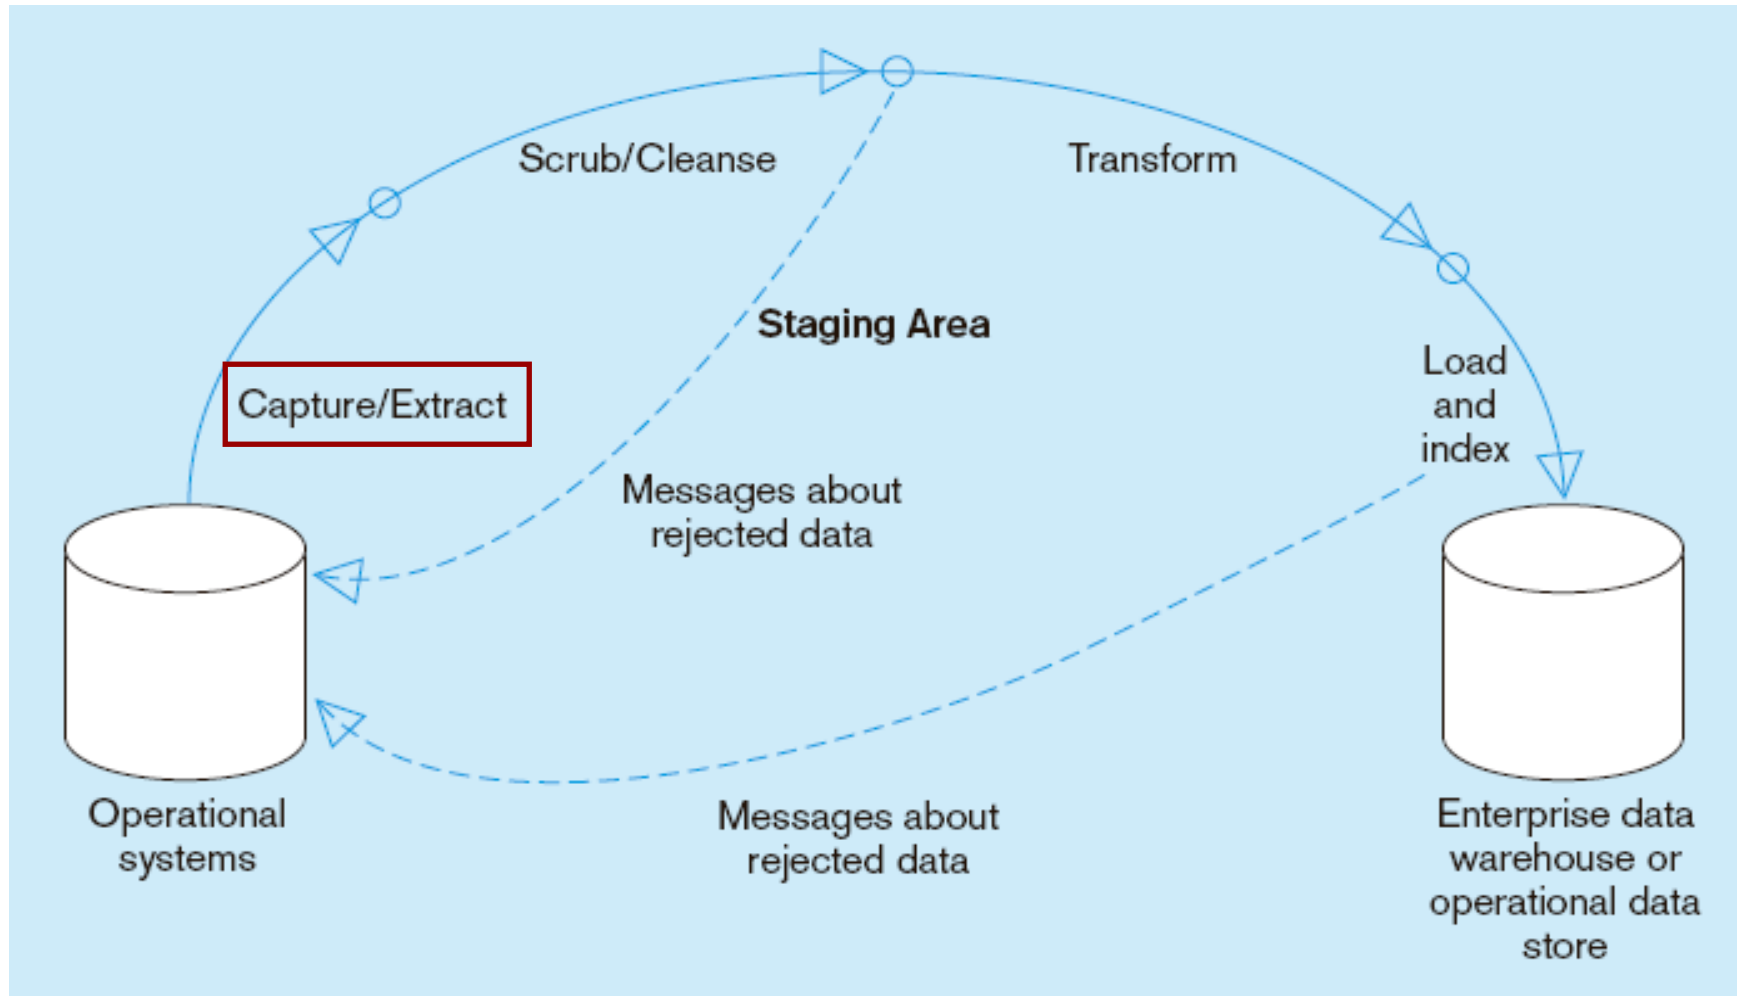 Scrub/Cleanse
Transform
Staging Area
Capture/Extract
Load
and
index
Messages about
rejected data
Operational
systems
Messages about
rejected data
Enterprise data
warehouse or
operational data
store